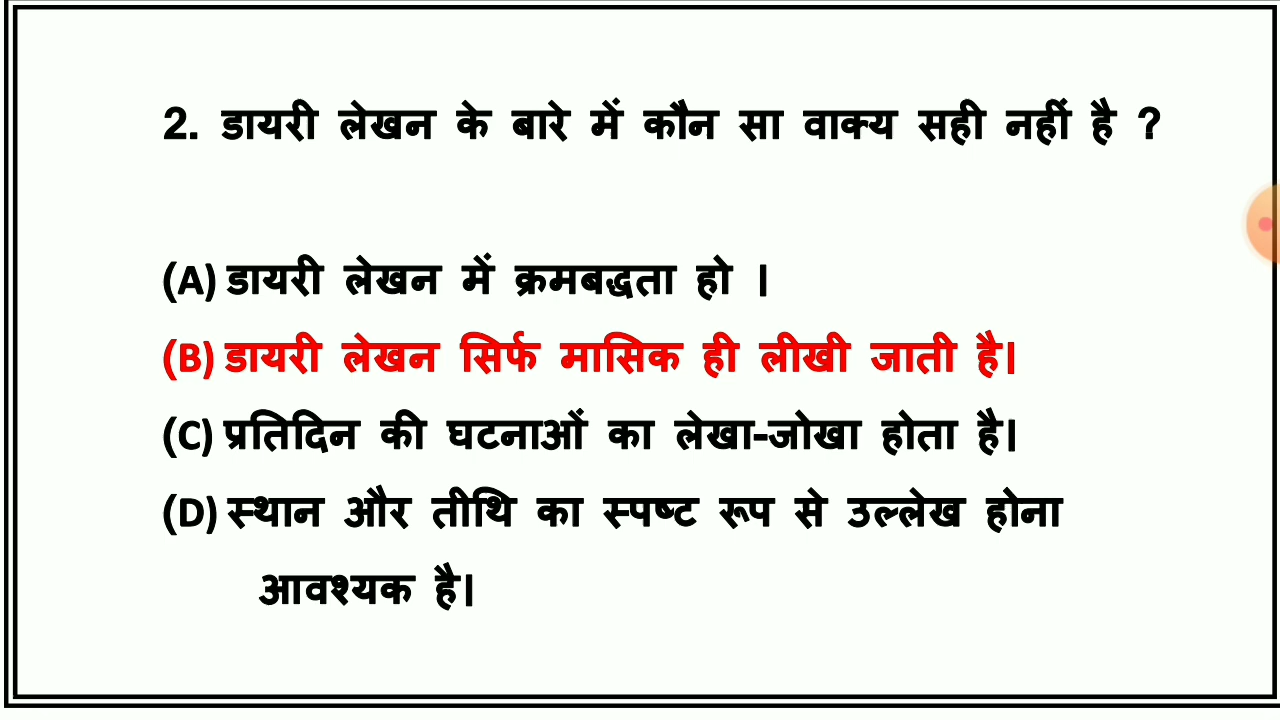 2. डायरी लेखन के बारे में कौन सा वाक्य सही नहीं है ?
(A) डायरी लेखन में क्रमबद्धता हो ।
(B) डायरी लेखन सिर्फ मासिक ही लीखी जाती है।
(C) प्रतिदिन की घटनाओं का लेखा-जोखा होता है।
(D) स्थान और तीथि का स्पष्ट रूप से उल्लेख होना
आवश्यक है।